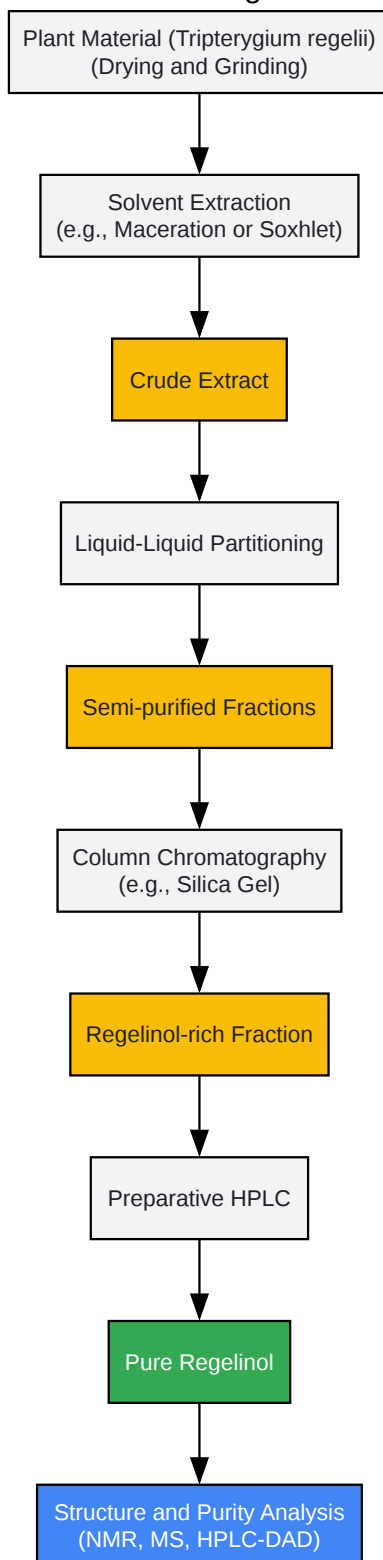 Plant Material (Tripterygium regelii)
(Drying and Grinding)
Solvent Extraction
(e.g., Maceration or Soxhlet)
Crude Extract
Liquid-Liquid Partitioning
Semi-purified Fractions
Column Chromatography
(e.g., Silica Gel)
Regelinol-rich Fraction
Preparative HPLC
Pure Regelinol
Structure and Purity Analysis
(NMR, MS, HPLC-DAD)